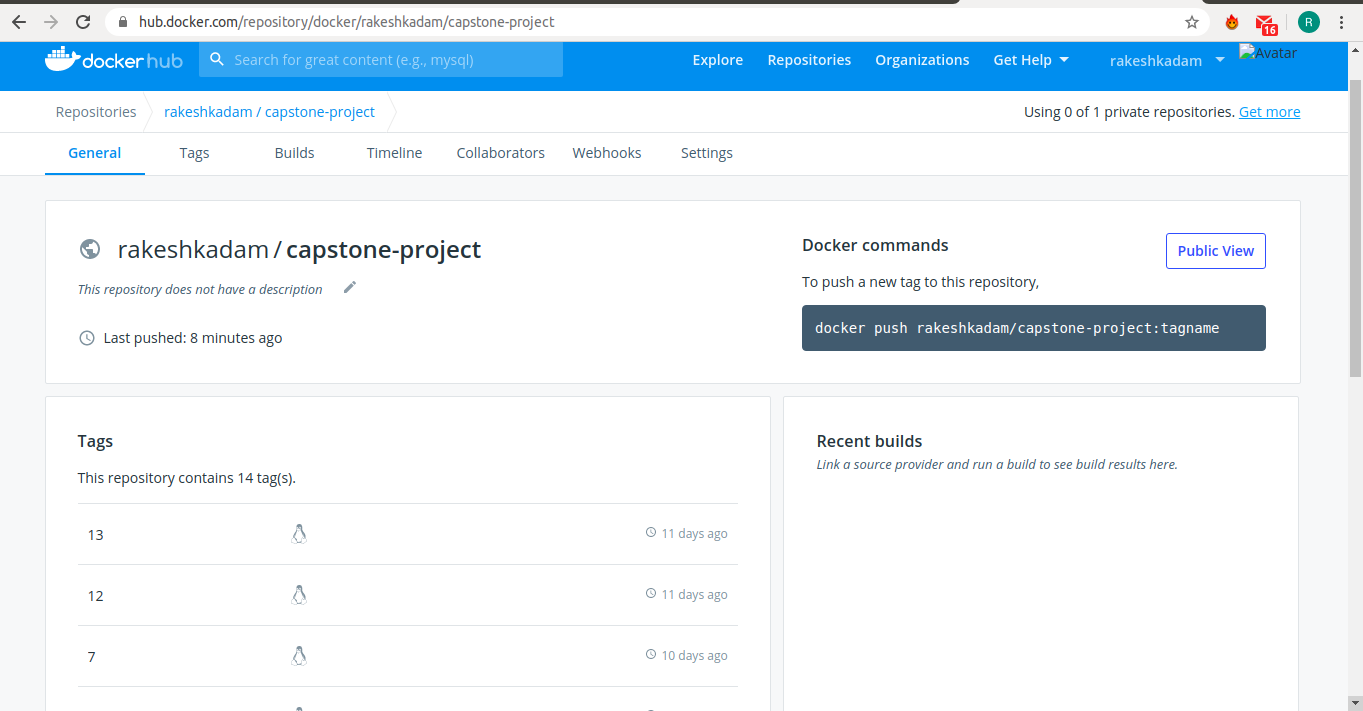 hub.docker.com/repository/docker/rakeshkadam/capstone-project
16
R
docker hub
Search for great content (e.g., mysql)
Explore
Repositories
Organizations
Get Help
rakeshkadam
Avatar
Repositories
rakeshkadam / capstone-project
Using 0 of 1 private repositories. Get more
General
Tags
Builds
Timeline
Collaborators
Webhooks
Settings
rakeshkadam / capstone-project
This repository does not have a description
Last pushed: 8 minutes ago
Docker commands
Public View
To push a new tag to this repository,
docker push rakeshkadam/capstone-project:tagname
Tags
This repository contains 14 tag(s).
13
11 days ago
12
11 days ago
7
10 days ago
Recent builds
Link a source provider and run a build to see build results here.